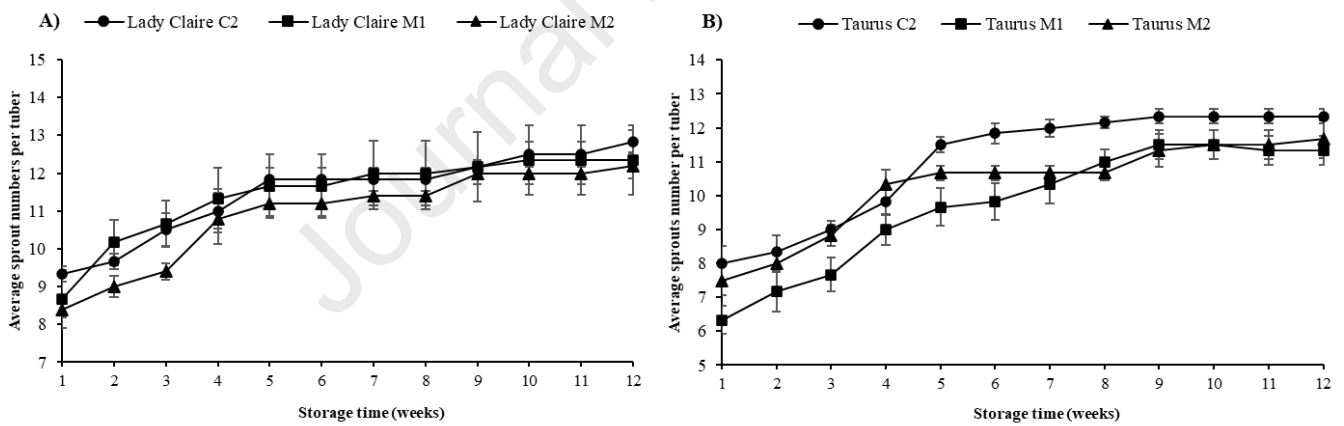 A)
Lady Claire C2
Lady Claire M1
Lady Claire M2
Average sprout numbers per tuber
15
14
13
12
11
10
9
8
7
1 2 3 4 5 6 7 8 9 10 11 12
Storage time (weeks)
B)
Taurus C2
Taurus M1
Taurus M2
Average sprouts number per tuber
14
13
12
11
10
9
8
7
6
5
1 2 3 4 5 6 7 8 9 10 11 12
Storage time (weeks)
Journal